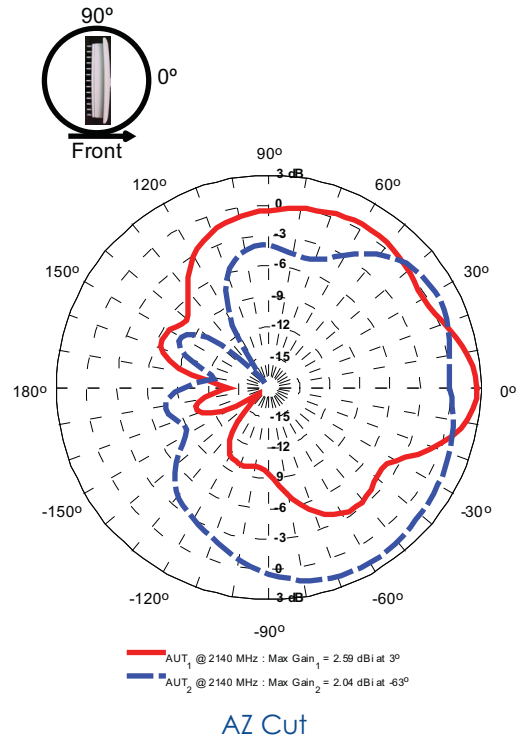 90º
0º
Front
90º
3 dB
120º
60º
0
-3
150º
30º
-6
-9
-12
-15
180º
0º
-15
-12
9
-6
-150º
-30º
-3
-0
-120º
-60º
3 dB
-90º
AUT1 @ 2140 MHz : Max Gain1 = 2.59 dBi at 3º
AUT2 @ 2140 MHz : Max Gain2 = 2.04 dBi at -63º
AZ Cut